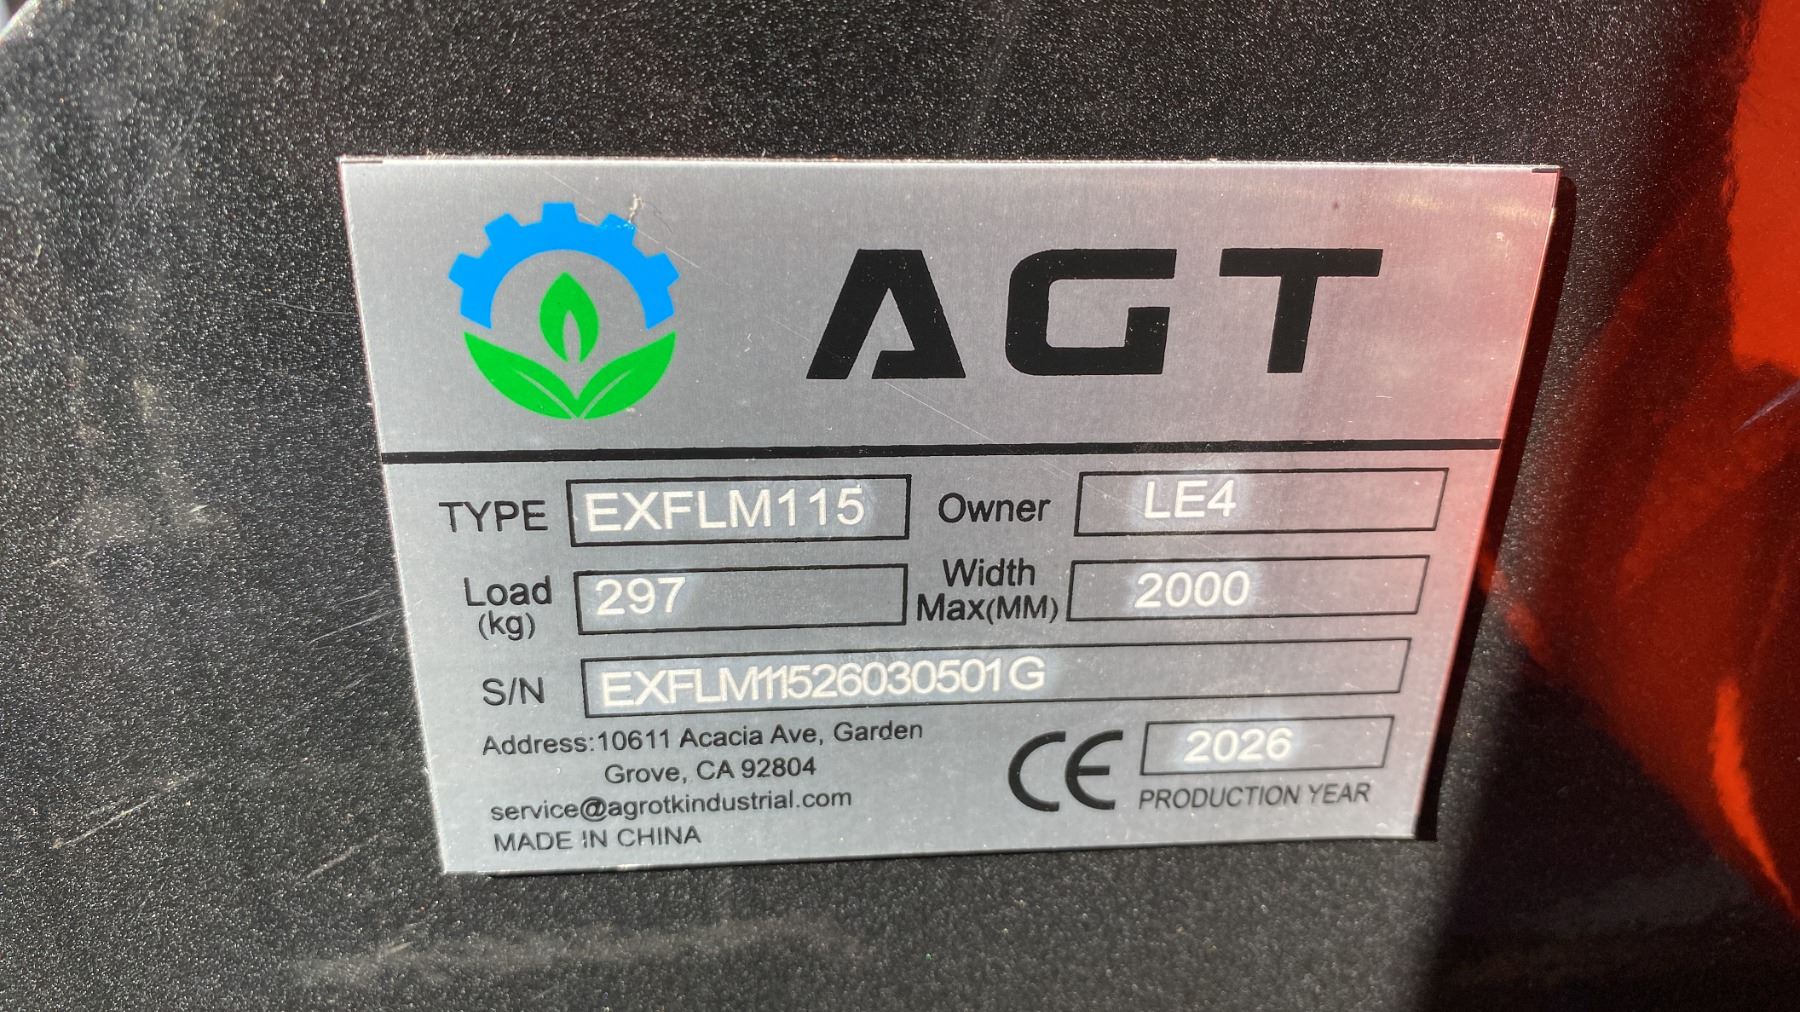 AGT
TYPE EXFLM115 Owner LE4
Load (kg) 297 Width Max(MM) 2000
S/N EXFLM11526030501G
Address:10611 Acacia Ave, Garden
Grove, CA 92804
service@agrotkindustrial.com
MADE IN CHINA
CE 2026
PRODUCTION YEAR